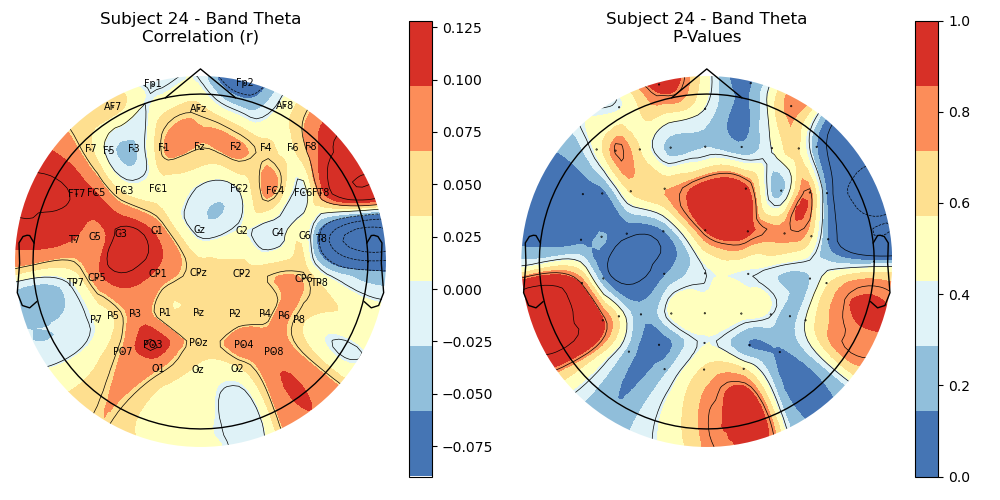 Subject 24 - Band Theta
Correlation (r)
Subject 24 - Band Theta
P-Values
Fp1 Fp2
AF7 AFz AF8
F7 F5 F3 F1 Fz F2 F4 F6 F8
FT7 FC5 FC3 FC1 FC2 FC4 FC6 FT8
T7 C5 C3 C1 Cz C2 C4 C6 T8
TP7 CP5 CP1 CPz CP2 CP6 TP8
P7 P5 P3 P1 Pz P2 P4 P6 P8
PO7 PO3 POz PO4 PO8
O1 Oz O2
0.125
0.100
0.075
0.050
0.025
0.000
−0.025
−0.050
−0.075
1.0
0.8
0.6
0.4
0.2
0.0